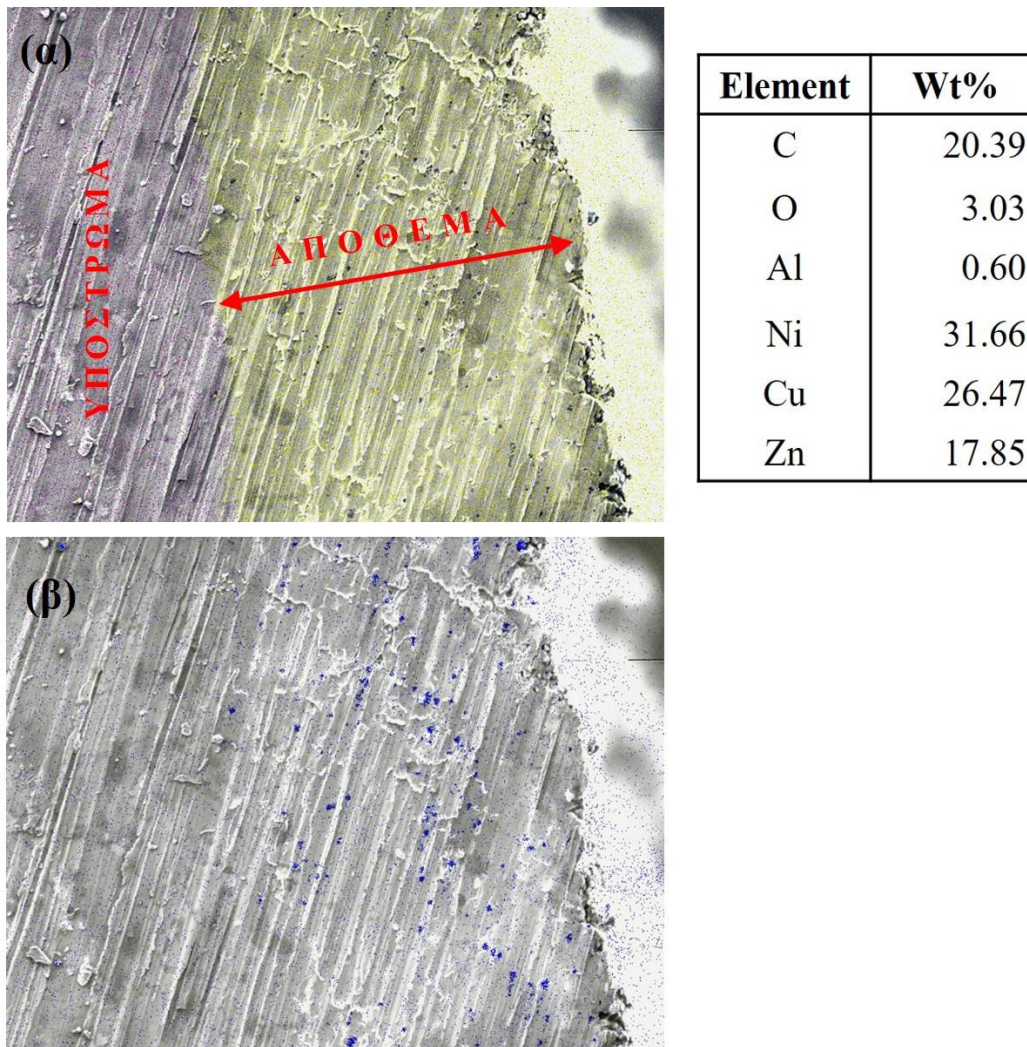 (α)
ΥΠΟΣΤΡΩΜΑ
ΑΠΟΘΕΜΑ
Element Wt%
C 20.39
O 3.03
Al 0.60
Ni 31.66
Cu 26.47
Zn 17.85
(β)